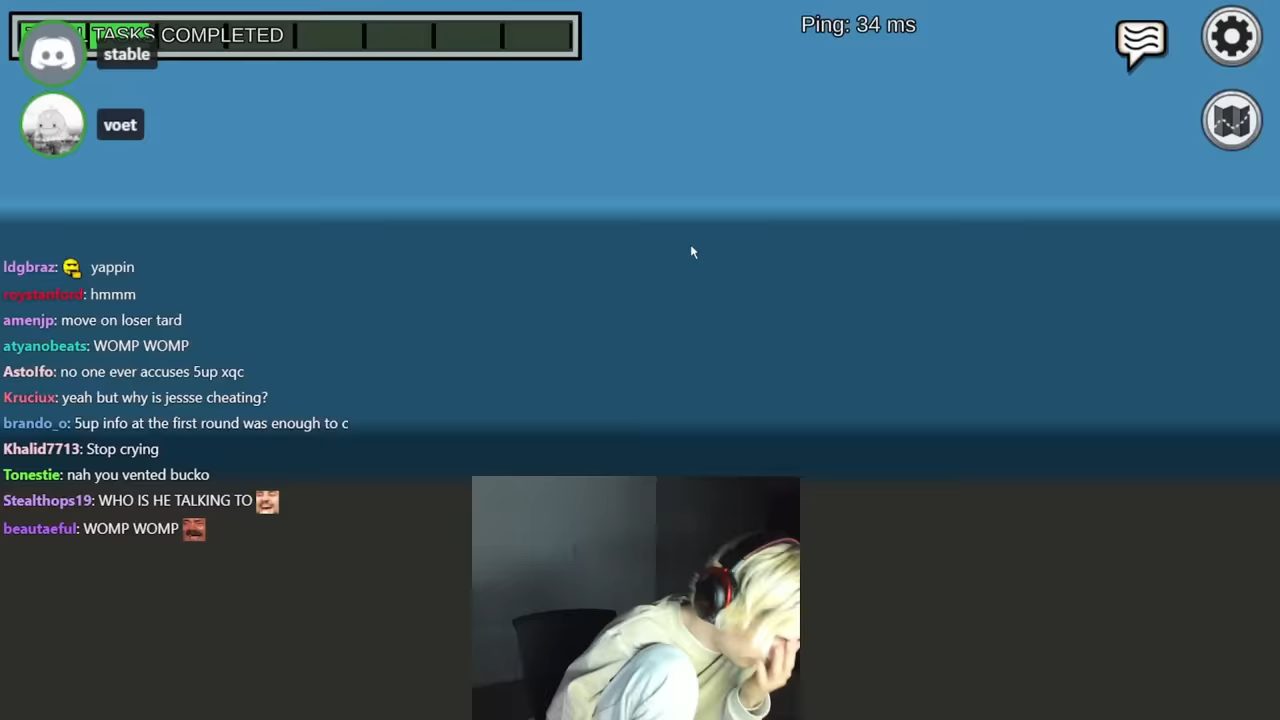 TASKS COMPLETED
Ping: 34 ms
stable
voet
ldgbraz: yappin
roystanford: hmmm
amenjp: move on loser tard
atyanobeats: WOMP WOMP
Astolfo: no one ever accuses 5up xqc
Kruciux: yeah but why is jessse cheating?
brando_o: 5up info at the first round was enough to c
Khalid7713: Stop crying
Tonestie: nah you vented bucko
Stealthops19: WHO IS HE TALKING TO
beautaeful: WOMP WOMP